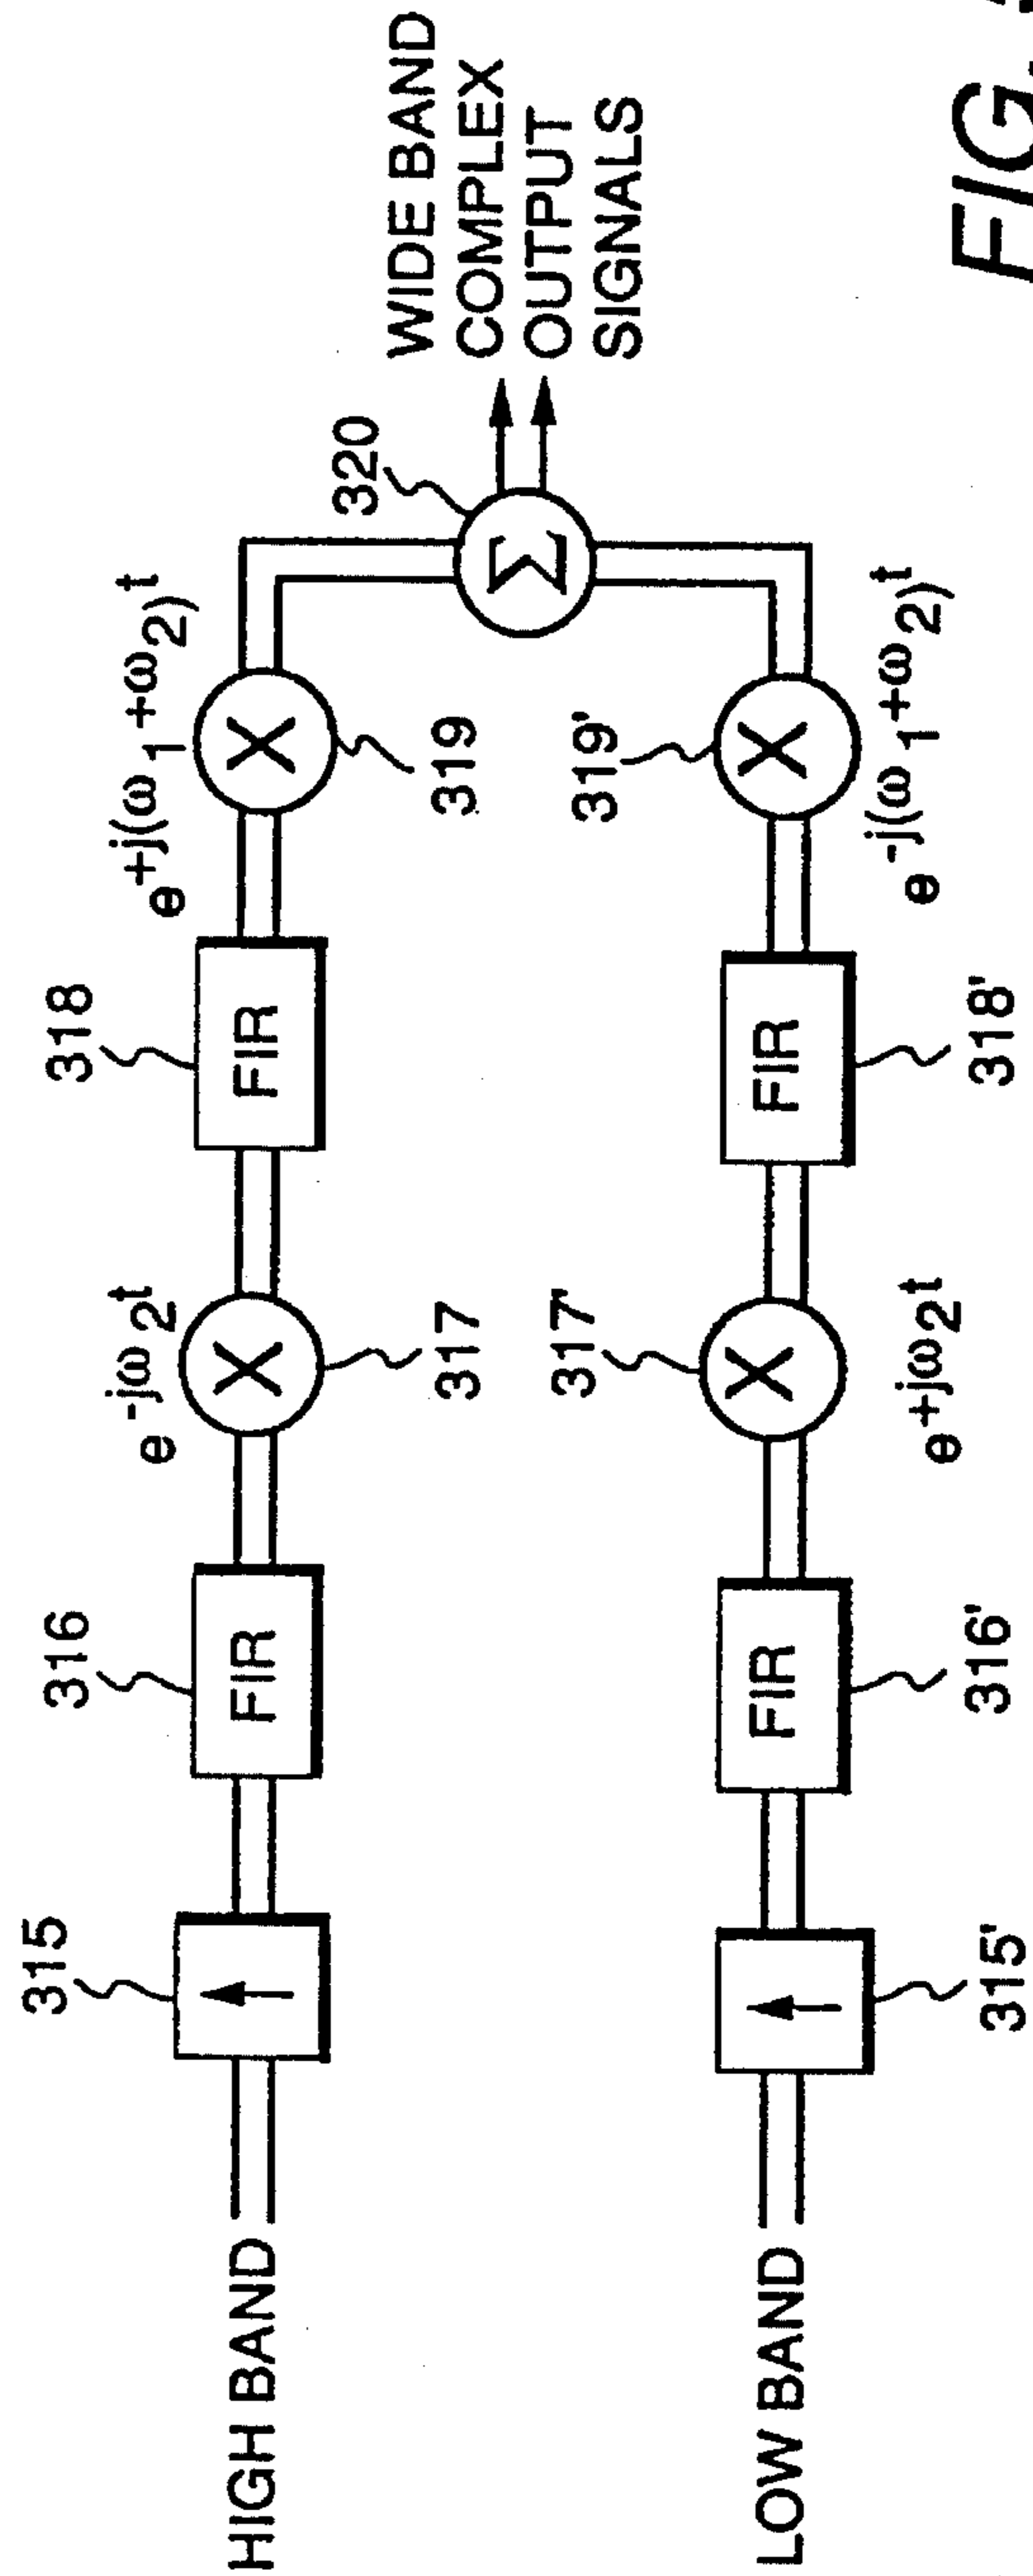 315
316
318
e^-jω₂t
e^+j(ω₁+ω₂)t
320
HIGH BAND
↑
FIR
X
FIR
X
317
319
Σ
WIDE BAND
COMPLEX
OUTPUT
SIGNALS
317'
319'
LOW BAND
↑
FIR
X
FIR
X
315'
316'
e^+jω₂t
318'
e^-j(ω₁+ω₂)t
FIG.